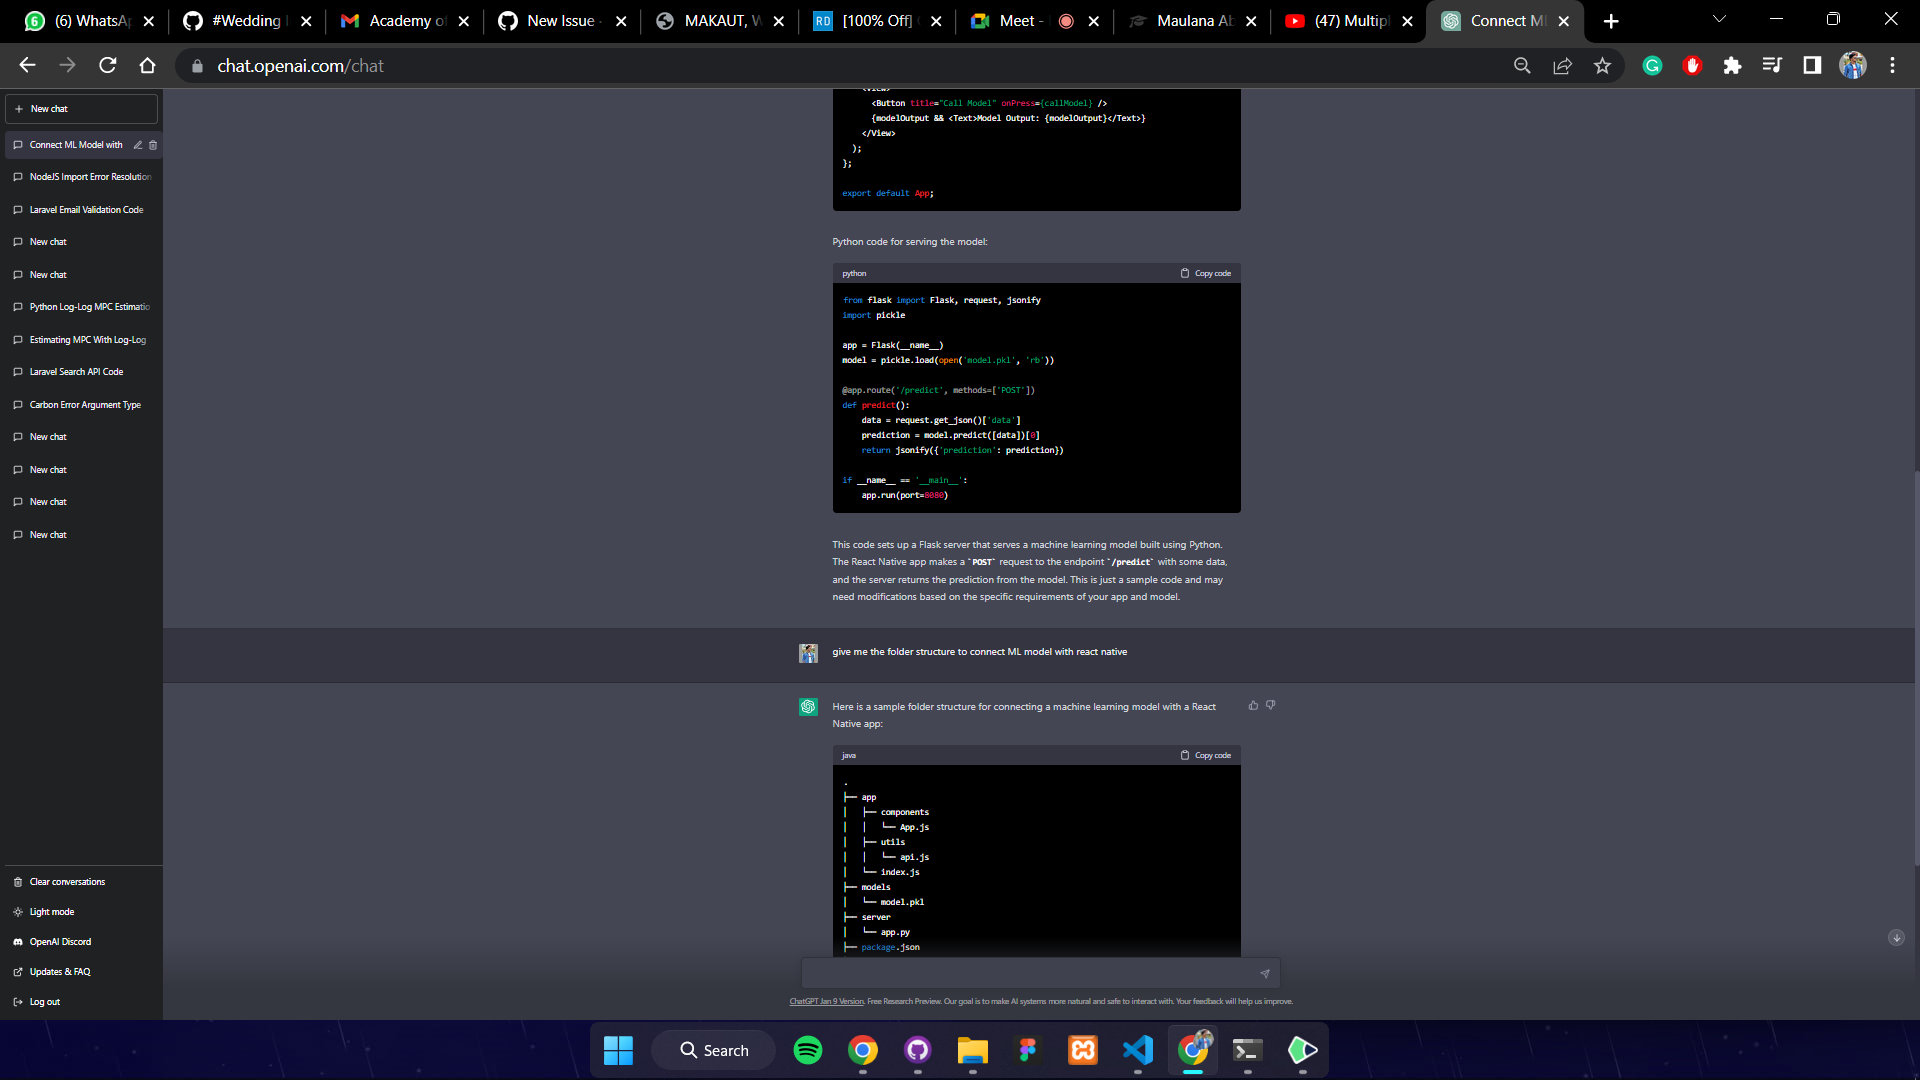 (6) WhatsAp
#Wedding
Academy of
New Issue
MAKAUT, W
[100% Off]
Meet -
Maulana Ab
(47) Multipl
Connect ML
chat.openai.com/chat
New chat
Connect ML Model with
NodeJS Import Error Resolution
Laravel Email Validation Code
New chat
New chat
Python Log-Log MPC Estimatio
Estimating MPC With Log-Log
Laravel Search API Code
Carbon Error Argument Type
New chat
New chat
New chat
New chat
Clear conversations
Light mode
OpenAI Discord
Updates & FAQ
Log out
<View>
<Button title="Call Model" onPress={callModel} />
{modelOutput && <Text>Model Output: {modelOutput}</Text>}
</View>
);
};
export default App;
Python code for serving the model:
python
Copy code
from flask import Flask, request, jsonify
import pickle
app = Flask(__name__)
model = pickle.load(open('model.pkl', 'rb'))
@app.route('/predict', methods=['POST'])
def predict():
data = request.get_json()['data']
prediction = model.predict([data])[0]
return jsonify({'prediction': prediction})
if __name__ == '__main__':
app.run(port=8080)
This code sets up a Flask server that serves a machine learning model built using Python.
The React Native app makes a `POST` request to the endpoint `/predict` with some data,
and the server returns the prediction from the model. This is just a sample code and may
need modifications based on the specific requirements of your app and model.
give me the folder structure to connect ML model with react native
Here is a sample folder structure for connecting a machine learning model with a React
Native app:
java
Copy code
.
├── app
│   ├── components
│   │   └── App.js
│   ├── utils
│   │   └── api.js
│   └── index.js
├── models
│   └── model.pkl
├── server
│   └── app.py
├── package.json
ChatGPT Jan 9 Version. Free Research Preview. Our goal is to make AI systems more natural and safe to interact with. Your feedback will help us improve.
Search